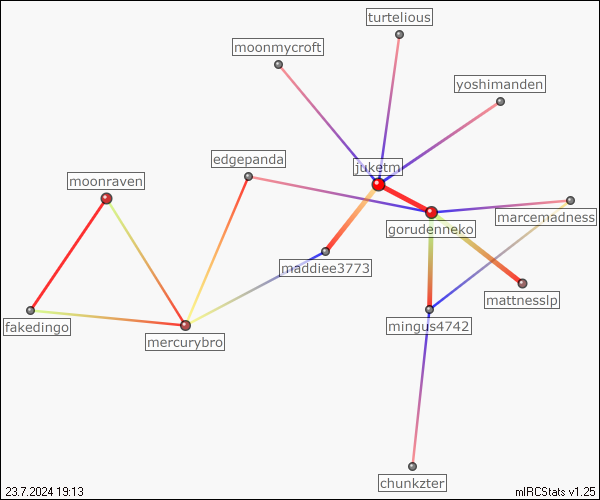 turtelious
moonmycroft
yoshimanden
edgepanda
juketm
moonraven
marcemadness
gorudenneko
maddiee3773
mattnesslp
fakedingo
mingus4742
mercurybro
chunkzter
23.7.2024 19:13
mIRCStats v1.25